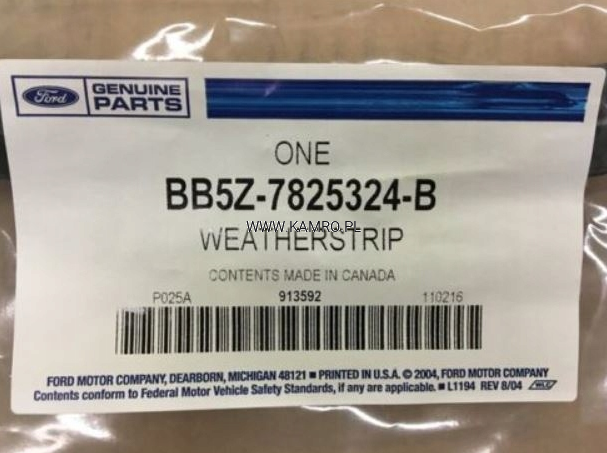 Ford
GENUINE
PARTS
ONE
BB5Z-7825324-B
WWW.KAMRO.PL
WEATHERSTRIP
CONTENTS MADE IN CANADA
P025A 913592 110216
FORD MOTOR COMPANY, DEARBORN, MICHIGAN 48121 ■ PRINTED IN U.S.A. © 2004, FORD MOTOR COMPANY
Contents conform to Federal Motor Vehicle Safety Standards, if any are applicable. ■ L1194 REV 8/04 WLC